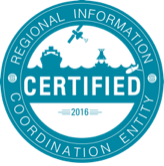 REGIONAL INFORMATION
CERTIFIED
2016
COORDINATION ENTITY